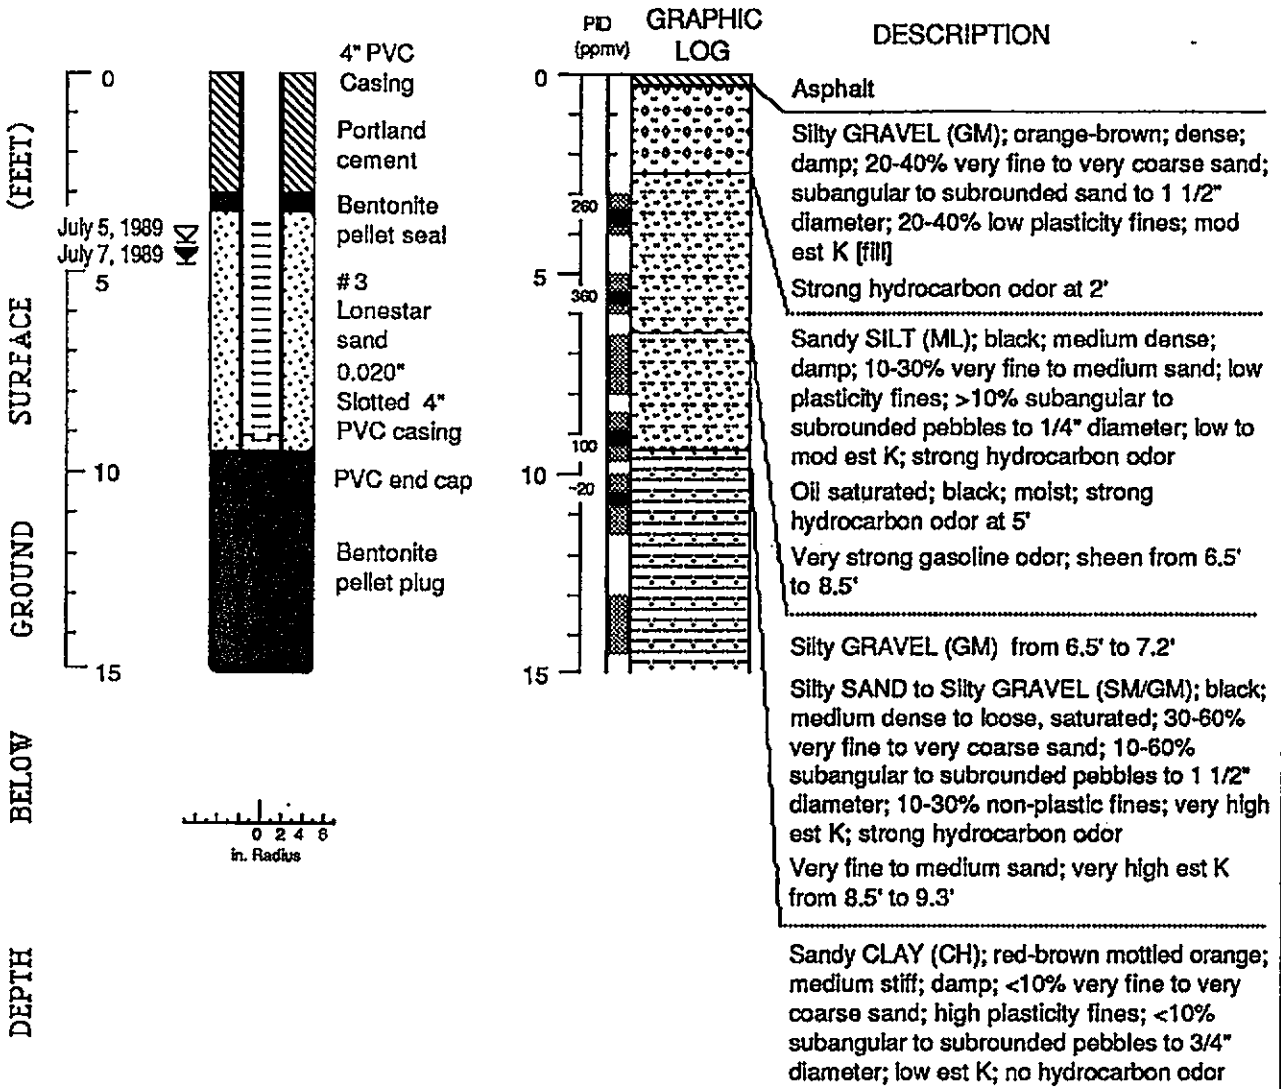 DEPTH BELOW GROUND SURFACE (FEET)
0
5
10
15
July 5, 1989
July 7, 1989
4" PVC
Casing
Portland
cement
Bentonite
pellet seal
#3
Lonestar
sand
0.020"
Slotted 4"
PVC casing
PVC end cap
Bentonite
pellet plug
0 2 4 6
in. Radius
PID
(ppmv)
GRAPHIC
LOG
0
260
5
360
100
10
~20
15
DESCRIPTION
Asphalt
Silty GRAVEL (GM); orange-brown; dense;
damp; 20-40% very fine to very coarse sand;
subangular to subrounded sand to 1 1/2"
diameter; 20-40% low plasticity fines; mod
est K [fill]
Strong hydrocarbon odor at 2'
Sandy SILT (ML); black; medium dense;
damp; 10-30% very fine to medium sand; low
plasticity fines; >10% subangular to
subrounded pebbles to 1/4" diameter; low to
mod est K; strong hydrocarbon odor
Oil saturated; black; moist; strong
hydrocarbon odor at 5'
Very strong gasoline odor; sheen from 6.5'
to 8.5'
Silty GRAVEL (GM) from 6.5' to 7.2'
Silty SAND to Silty GRAVEL (SM/GM); black;
medium dense to loose, saturated; 30-60%
very fine to very coarse sand; 10-60%
subangular to subrounded pebbles to 1 1/2"
diameter; 10-30% non-plastic fines; very high
est K; strong hydrocarbon odor
Very fine to medium sand; very high est K
from 8.5' to 9.3'
Sandy CLAY (CH); red-brown mottled orange;
medium stiff; damp; <10% very fine to very
coarse sand; high plasticity fines; <10%
subangular to subrounded pebbles to 3/4"
diameter; low est K; no hydrocarbon odor